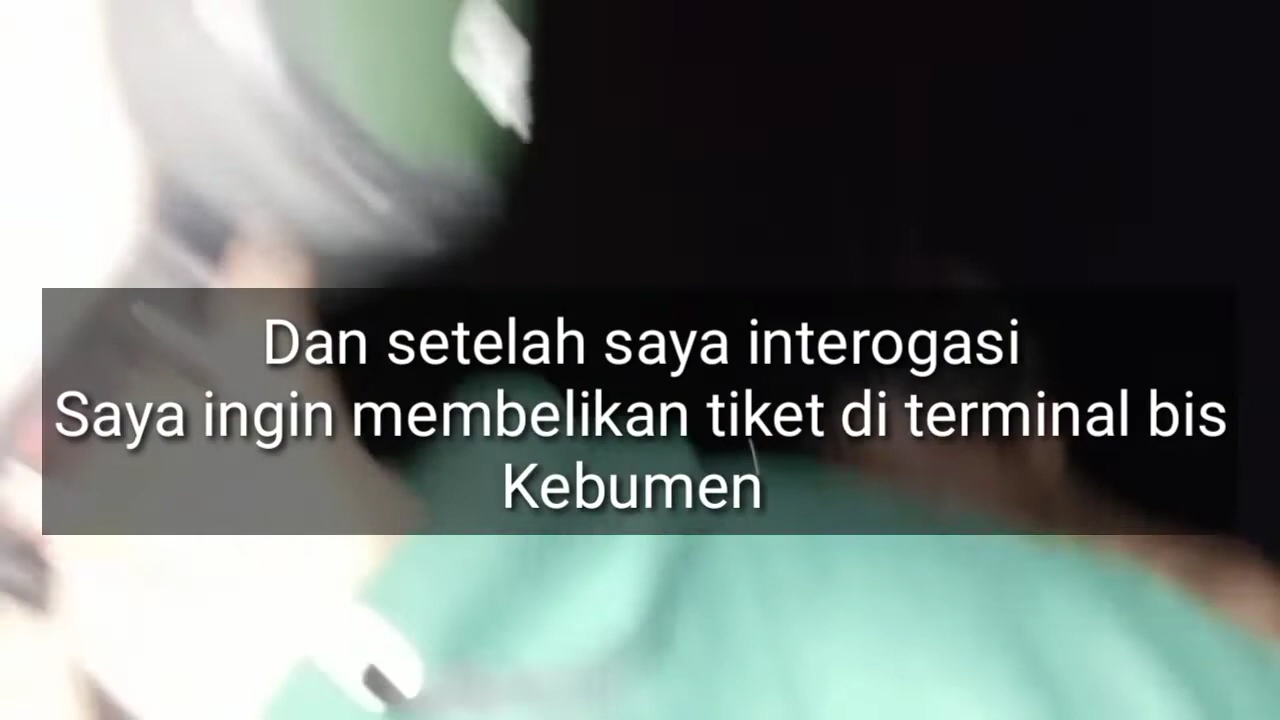 Dan setelah saya interogasi
Saya ingin membelikan tiket di terminal bis
Kebumen